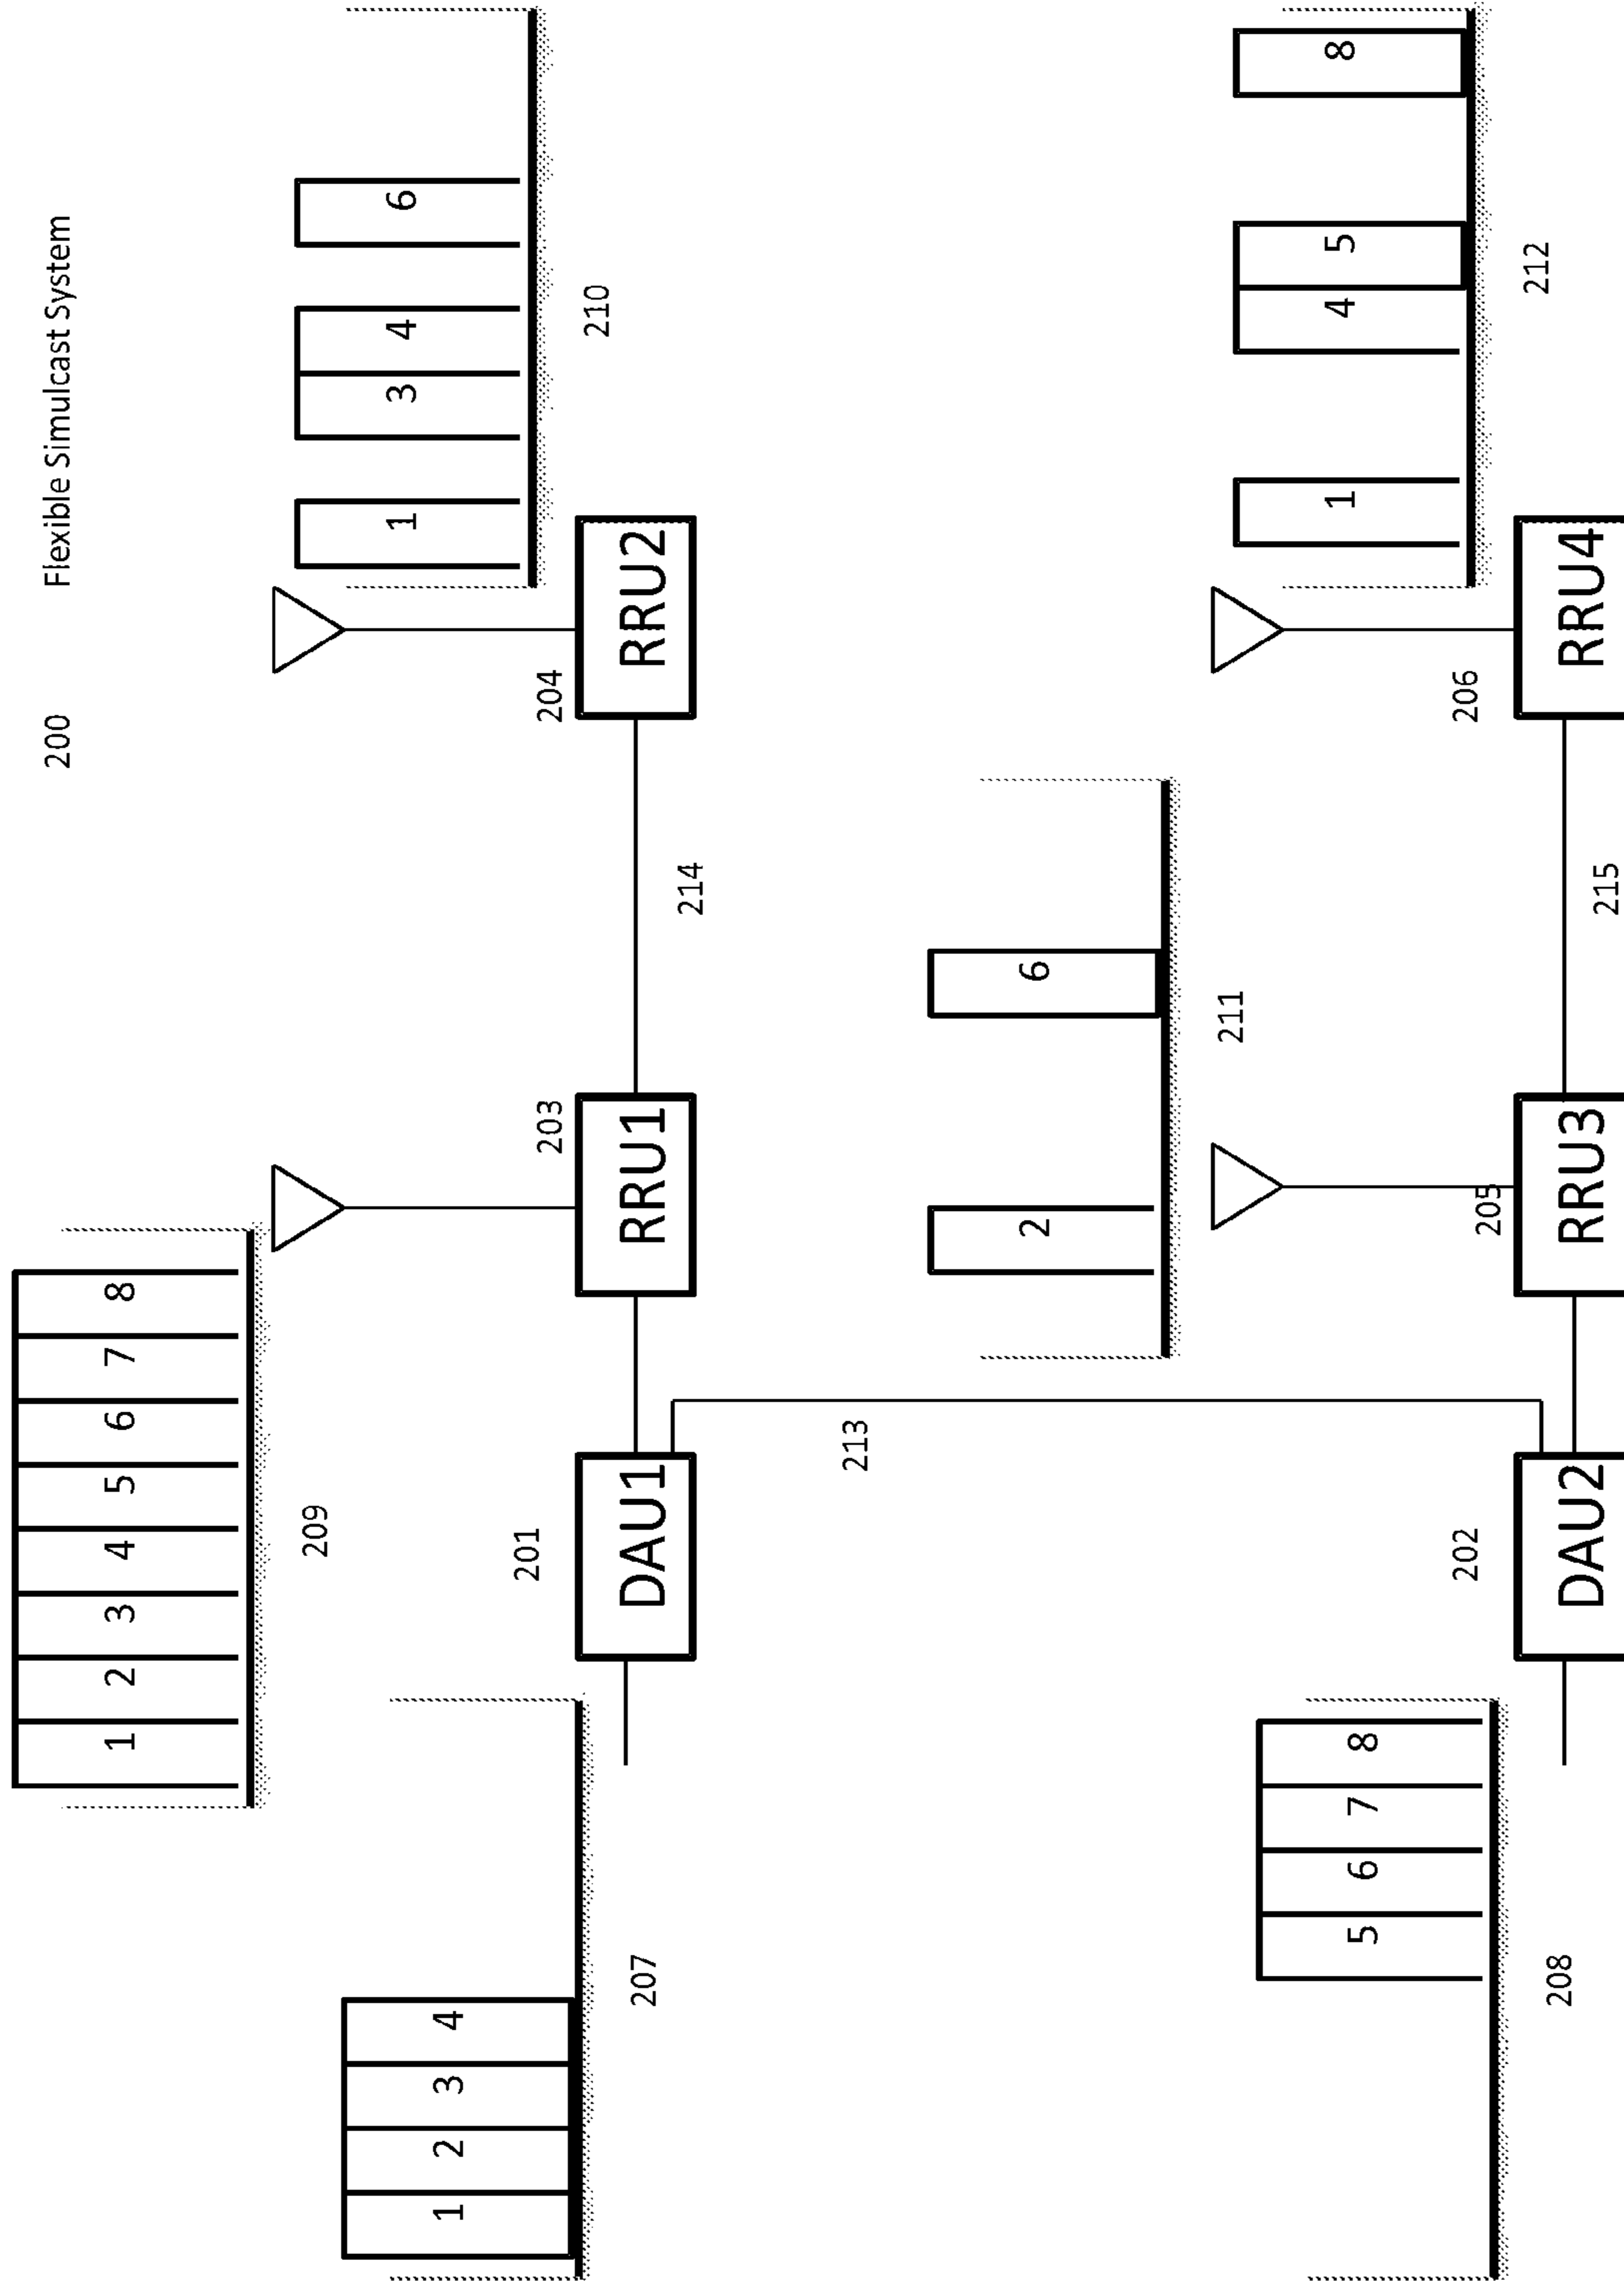 200 Flexible Simulcast System
1 2 3 4 5 6 7 8
209
1 2 3 4
207
1 3 4 6
210
201
DAU1
203
RRU1
204
RRU2
214
213
2 6
211
5 6 7 8
208
1 4 5 8
212
202
DAU2
205
RRU3
206
RRU4
215